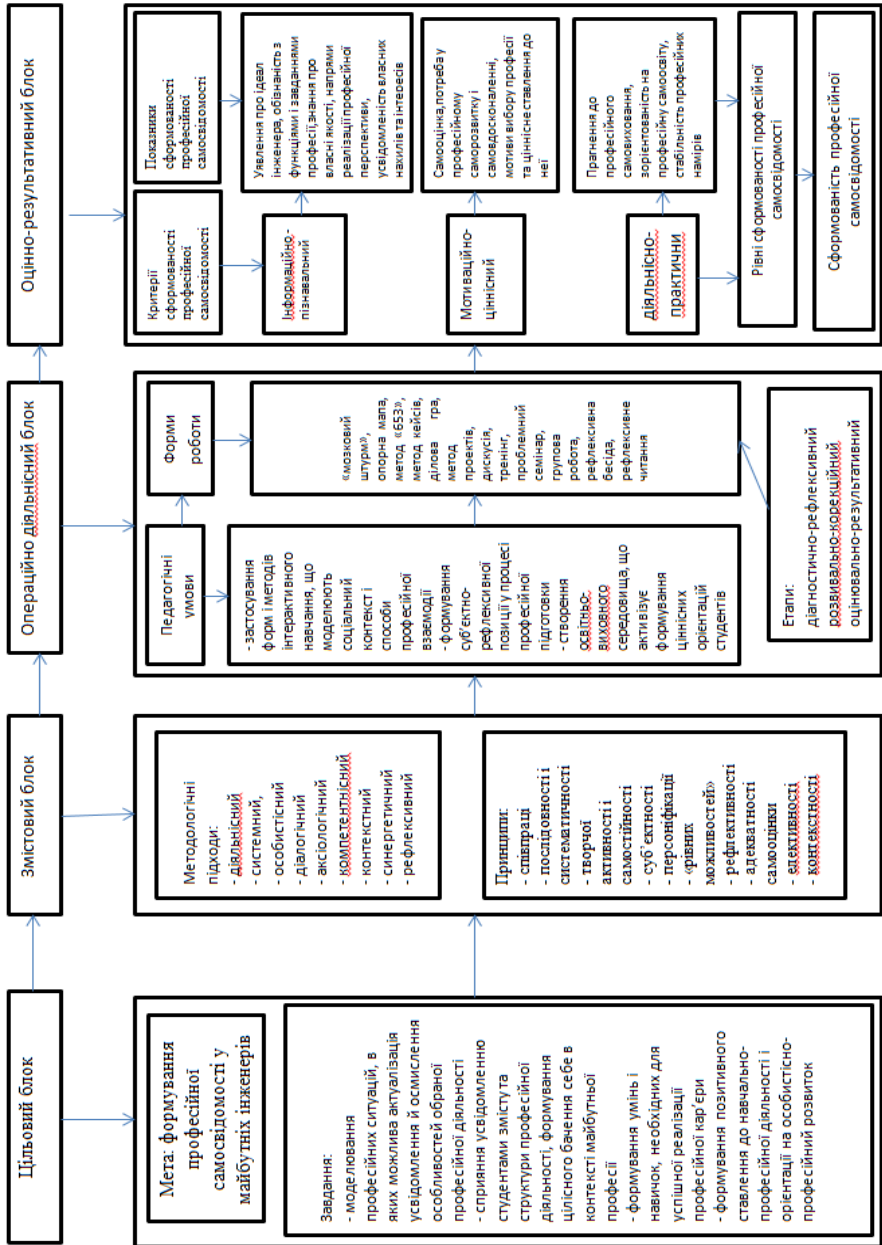 Цільовий блок
Мета: формування
професійної
самосвідомості у
майбутніх інженерів
Завдання:
- моделювання
професійних ситуацій, в
яких можлива актуалізація
усвідомлення й осмислення
особливостей обраної
професійної діяльності
- сприяння усвідомленню
студентами змісту та
структури професійної
діяльності, формування
цілісного бачення себе в
контексті майбутньої
професії
- формування умінь і
навичок, необхідних для
успішної реалізації
професійної кар’єри
- формування позитивного
ставлення до навчально-
професійної діяльності і
орієнтації на особистісно-
професійний розвиток
Змістовий блок
Методологічні
підходи:
- діяльнісний
- системний,
- особистісний
- діалогічний
- аксіологічний
- компетентнісний
- контекстний
- синергетичний
- рефлексивний
Принципи:
- співпраці
- послідовності і
систематичності
- творчої
активності і
самостійності
- суб’єктності
- персоніфікації
- «рівних
можливостей»
- рефлективності
- адекватності
самооцінки
- елективності
- контекстності
Операційно діяльнісний блок
Педагогічні
умови
Форми
роботи
- застосування
форм і методів
інтерактивного
навчання, що
моделюють
соціальний
контекст і
способи
професійної
взаємодії
- формування
суб’єктно-
рефлексивної
позиції у процесі
професійної
підготовки
- створення
освітньо-
виховного
середовища, що
активізує
формування
ціннісних
орієнтацій
студентів
«мозковий
штурм»,
опорна мапа,
метод «653»,
метод кейсів,
ділова гра,
метод
проектів,
дискусія,
тренінг,
проблемний
семінар,
групова
робота,
рефлексивна
бесіда,
рефлексивне
читання
Етапи:
діагностично-рефлексивний
розвивально-корекційний
оцінювально-результативний
Оцінно-результативний блок
Критерії
сформованості
професійної
самосвідомості
Показники
сформованості
професійної
самосвідомості
Інформаційно,-
пізнавальний
Уявлення про ідеал
інженера, обізнаність з
функціями і завданнями
професії,знання про
власні якості, напрями
реалізації професійної
перспективи,
усвідомленість власних
нахилів та інтересів
Мотиваційно-
ціннісний
Самооцінка,потреба у
професійному
саморозвитку і
самовдосконаленні,
мотиви вибору професії
та ціннісне ставлення до
неї
діяльнісно-
практични
Прагнення до
професійного
самовиховання,
зорієнтованість на
професійну самоосвіту,
стабільність професійних
намірів
Рівні сформованості професійної
самосвідомості
Сформованість професійної
самосвідомості